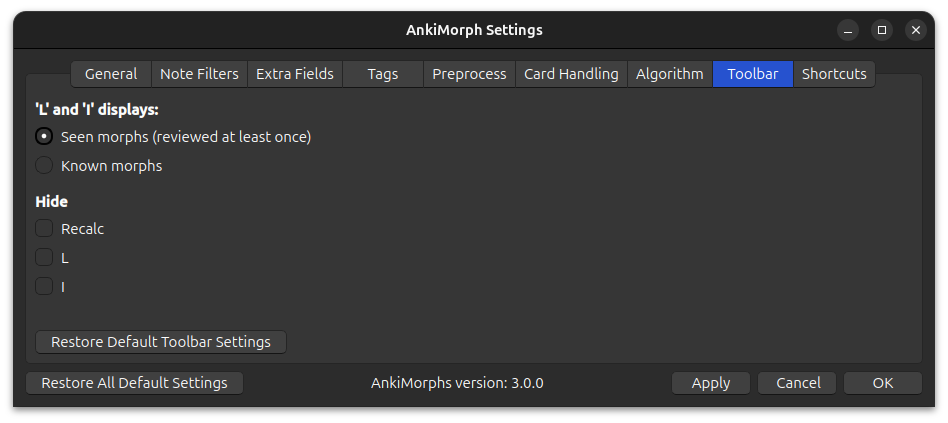 AnkiMorph Settings
General Note Filters Extra Fields Tags Preprocess Card Handling Algorithm Toolbar Shortcuts
'L' and 'I' displays:
Seen morphs (reviewed at least once)
Known morphs
Hide
Recalc
L
I
Restore Default Toolbar Settings
Restore All Default Settings AnkiMorphs version: 3.0.0 Apply Cancel OK